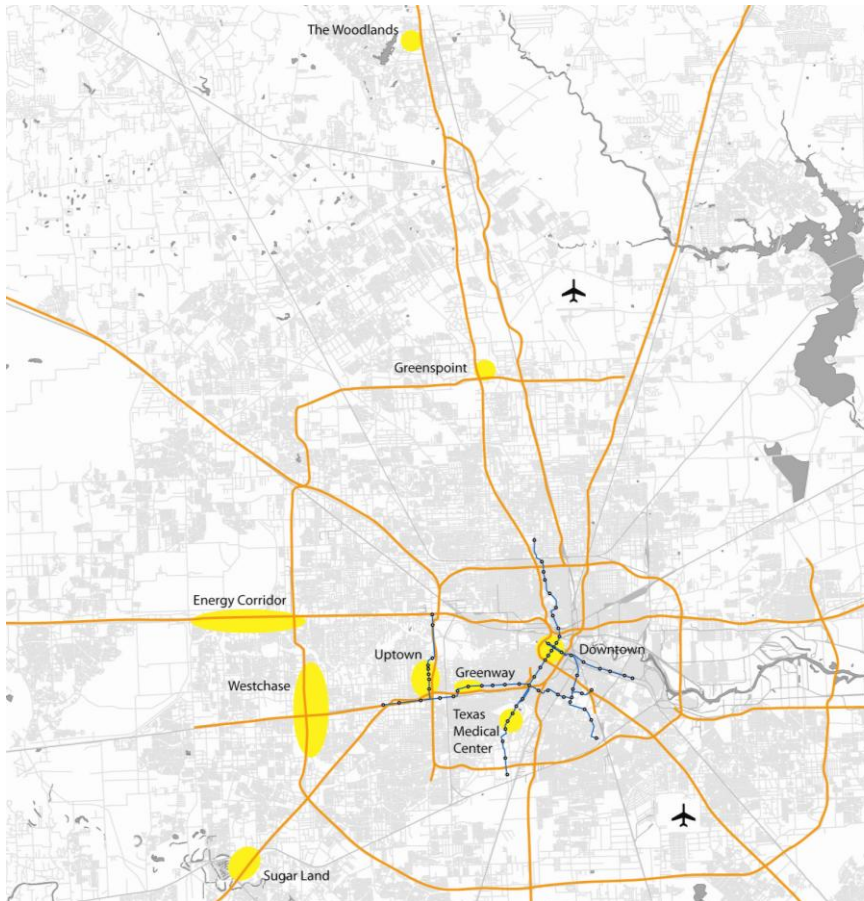 The Woodlands
Greenspoint
Energy Corridor
Downtown
Uptown
Greenway
Westchase
Texas
Medical
Center
Sugar Land